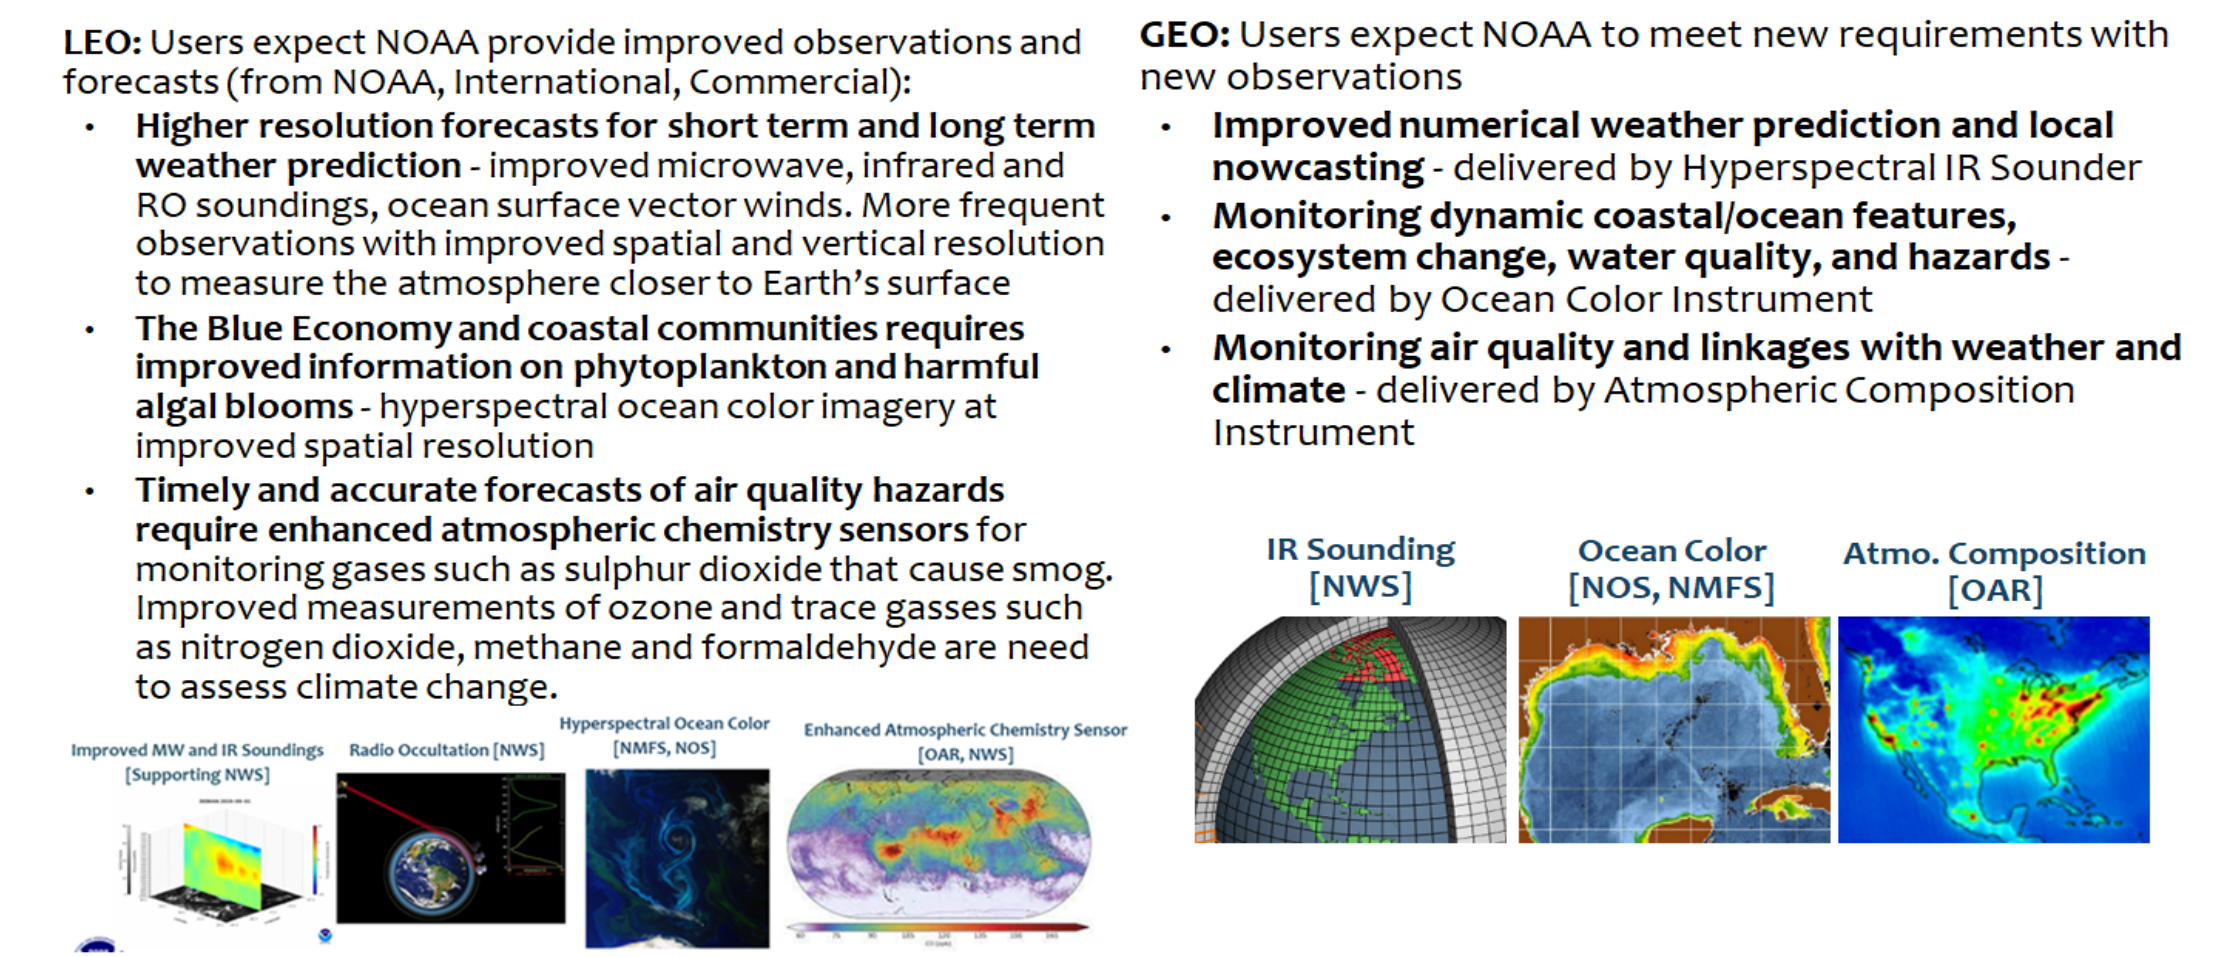 LEO: Users expect NOAA provide improved observations and
forecasts (from NOAA, International, Commercial):
• Higher resolution forecasts for short term and long term
weather prediction - improved microwave, infrared and
RO soundings, ocean surface vector winds. More frequent
observations with improved spatial and vertical resolution
to measure the atmosphere closer to Earth's surface
• The Blue Economy and coastal communities requires
improved information on phytoplankton and harmful
algal blooms - hyperspectral ocean color imagery at
improved spatial resolution
• Timely and accurate forecasts of air quality hazards
require enhanced atmospheric chemistry sensors for
monitoring gases such as sulphur dioxide that cause smog.
Improved measurements of ozone and trace gasses such
as nitrogen dioxide, methane and formaldehyde are need
to assess climate change.
Improved MW and IR Soundings
[Supporting NWS]
Radio Occultation [NWS]
Hyperspectral Ocean Color
[NMFS, NOS]
Enhanced Atmospheric Chemistry Sensor
[OAR, NWS]
60 75 90 105 120 135 150 165
GEO: Users expect NOAA to meet new requirements with
new observations
• Improved numerical weather prediction and local
nowcasting - delivered by Hyperspectral IR Sounder
• Monitoring dynamic coastal/ocean features,
ecosystem change, water quality, and hazards -
delivered by Ocean Color Instrument
• Monitoring air quality and linkages with weather and
climate - delivered by Atmospheric Composition
Instrument
IR Sounding
[NWS]
Ocean Color
[NOS, NMFS]
Atmo. Composition
[OAR]